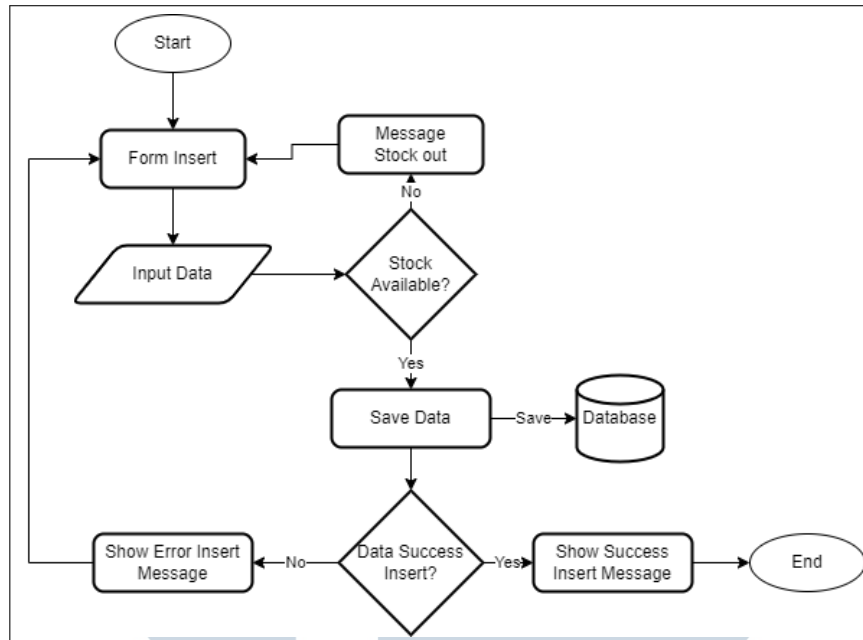 Start
Form Insert
Message
Stock out
No
Input Data
Stock
Available?
Yes
Save Data
Save
Database
Show Error Insert
Message
No
Data Success
Insert?
Yes
Show Success
Insert Message
End